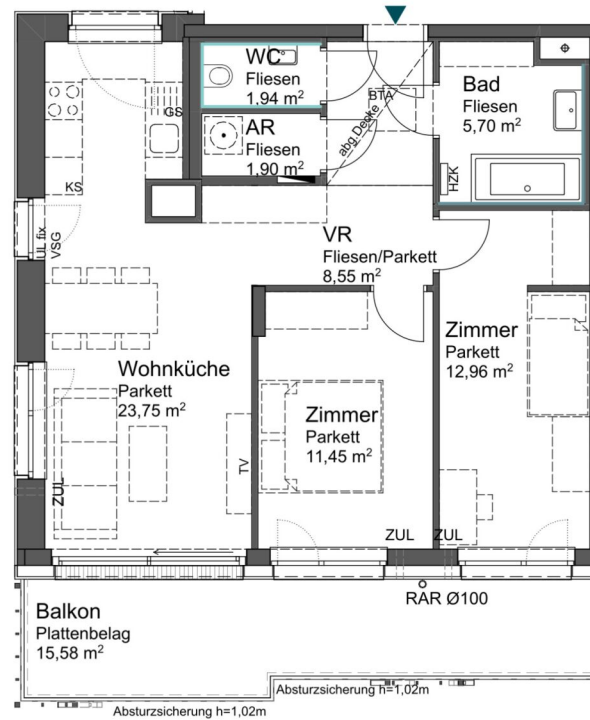 WC
Fliesen
1,94 m²
GS
AR
Fliesen
1,90 m²
BTA
abg.Decke
Bad
Fliesen
5,70 m²
HZK
KS
UL fix
VSG
VR
Fliesen/Parkett
8,55 m²
Wohnküche
Parkett
23,75 m²
Zimmer
Parkett
11,45 m²
Zimmer
Parkett
12,96 m²
TV
ZUL
ZUL
ZUL
RAR Ø100
Balkon
Plattenbelag
15,58 m²
Absturzsicherung h=1,02m
Absturzsicherung h=1,02m